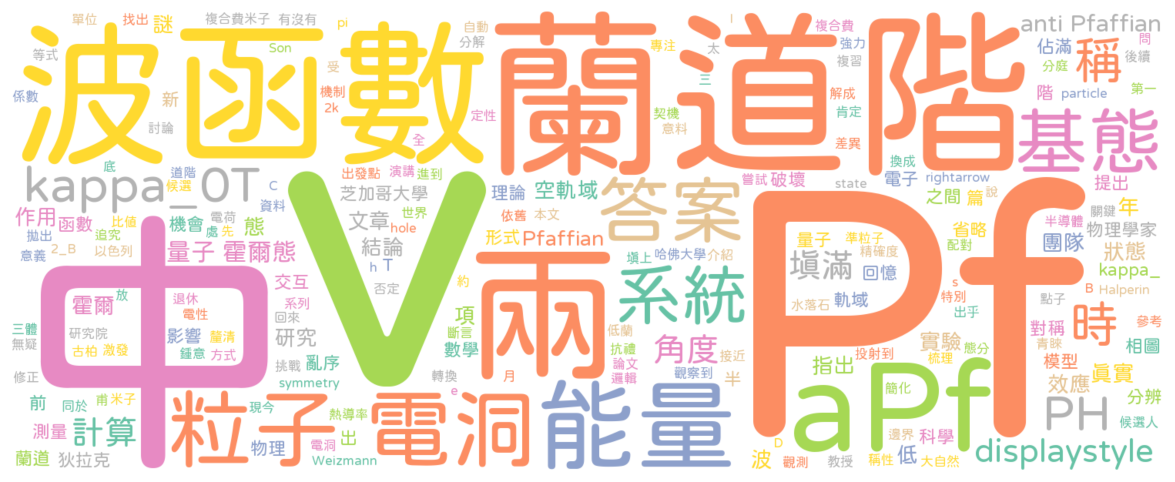 單位 找出 謎 複合費米子 有沒有 pi 自動 分解 複合費 太 三 強力 複習 專注 anti Pfaffian 佔滿 分庭 稱 問 後續
等式 Son 受 係數 新 討論 機制 2k 全 定性 解成 契機 意料 肯定 差異 階 particle 第一
波函數 蘭道階 基態
底 道階 候選 出發點 演講 進到 理論 空軌域 嘗試 破壞 換成 電子 rightarrow 提出
kappa_0T 芝加哥大學 世界 電子 state 之間 篇 說
C 資料 作用 函數 比值 電荷 處 先 機會 態 文章 hole 依舊 本文 答案 年 半導體 關鍵
拋出 追究 2_B 以色列 意義 量子 霍爾態 結論 h T 形式 Pfaffian 哈佛大學 介紹 填上 量子 準粒子 精確度 省略 配對 團隊 物理學家
中 V 兩 Pf
霍爾 放 退休 電性 系列 交互 否定 約 項 系統 填滿 回憶 狀態 kappa_
三體 無疑 研究院 影響 釐清 回來 研究 斷言 低蘭 抗禮 水落石 軌域 s 特別 B Halperin 點子
古柏 激發 鍾意 方式 挑戰 亂序 數學 論文 邏輯 角度 接近 觀察到 半 投射到 出乎 對稱 時 參考 青睞
修正 前 同於 甫 米子 現今 symmetry 轉換 e 月 指出 實驗 梳理 態分 模型 相圖
粒子 電洞 能量 aPf 簡化 效應 真實 分辨
測量 計算 出 熱導率 物理 電洞 PH 候選人
蘭道 狄拉克 Weizmann 波 D 觀測 教授 邊界 稱性 科學 低 大自然 displaystyle